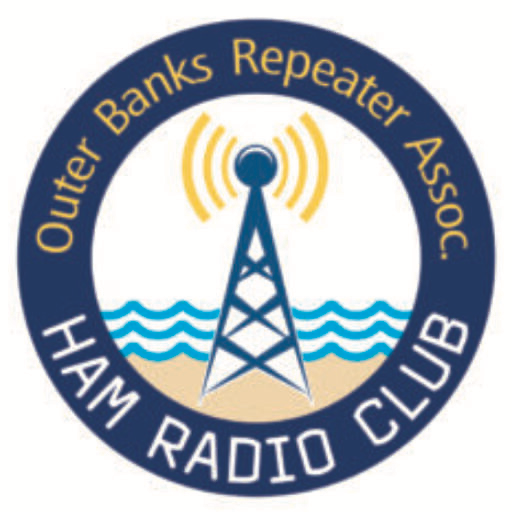 Outer Banks Repeater Assoc.
HAM RADIO CLUB